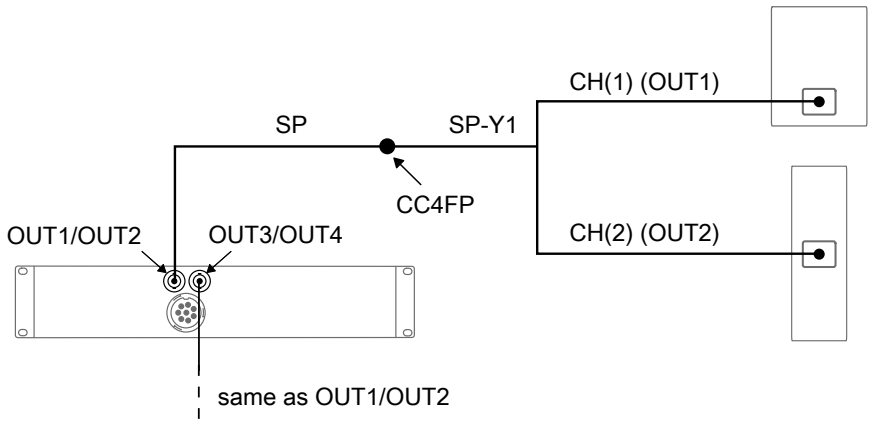 CH(1) (OUT1)
SP
SP-Y1
CC4FP
OUT1/OUT2
OUT3/OUT4
CH(2) (OUT2)
same as OUT1/OUT2